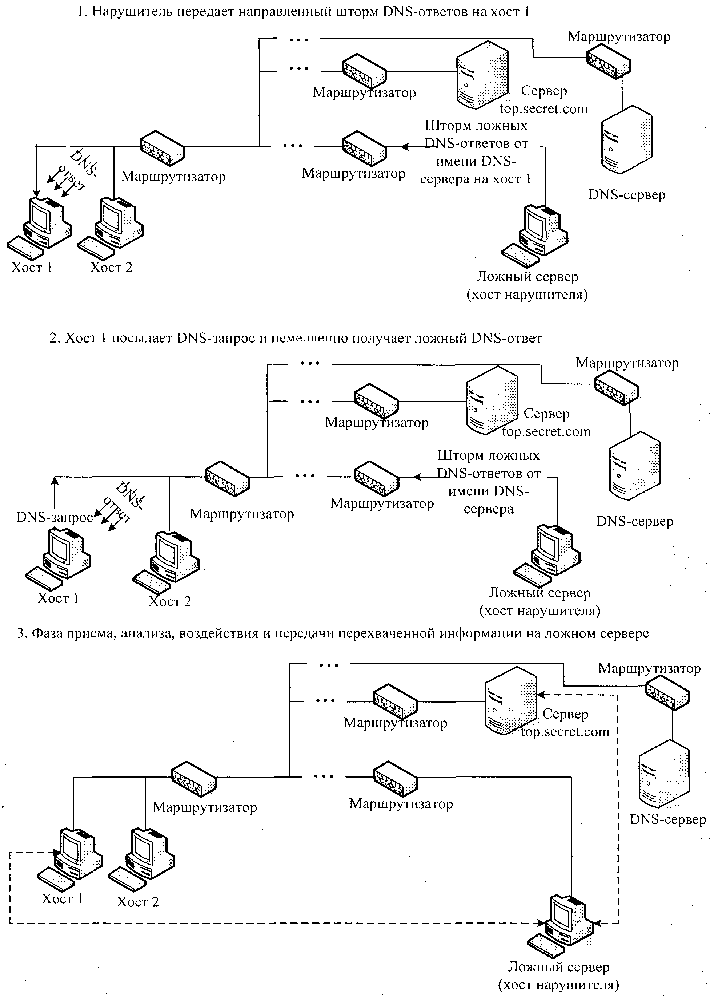 1. Нарушитель передает направленный шторм DNS-ответов на хост 1
Маршрутизатор
Маршрутизатор
Сервер
top.secret.com
Шторм ложных
DNS-ответов от
имени DNS-
сервера на хост 1
DNS-
ответ
Маршрутизатор
Маршрутизатор
DNS-сервер
Хост 1
Хост 2
Ложный сервер
(хост нарушителя)
2. Хост 1 посылает DNS-запрос и немедленно получает ложный DNS-ответ
Маршрутизатор
Маршрутизатор
Сервер
top.secret.com
Шторм ложных
DNS-ответов от
имени DNS-
сервера
DNS-
ответ
DNS-запрос
Маршрутизатор
Маршрутизатор
DNS-сервер
Хост 1
Хост 2
Ложный сервер
(хост нарушителя)
3. Фаза приема, анализа, воздействия и передачи перехваченной информации на ложном сервере
Маршрутизатор
Маршрутизатор
Сервер
top.secret.com
Маршрутизатор
Маршрутизатор
DNS-сервер
Хост 1
Хост 2
Ложный сервер
(хост нарушителя)